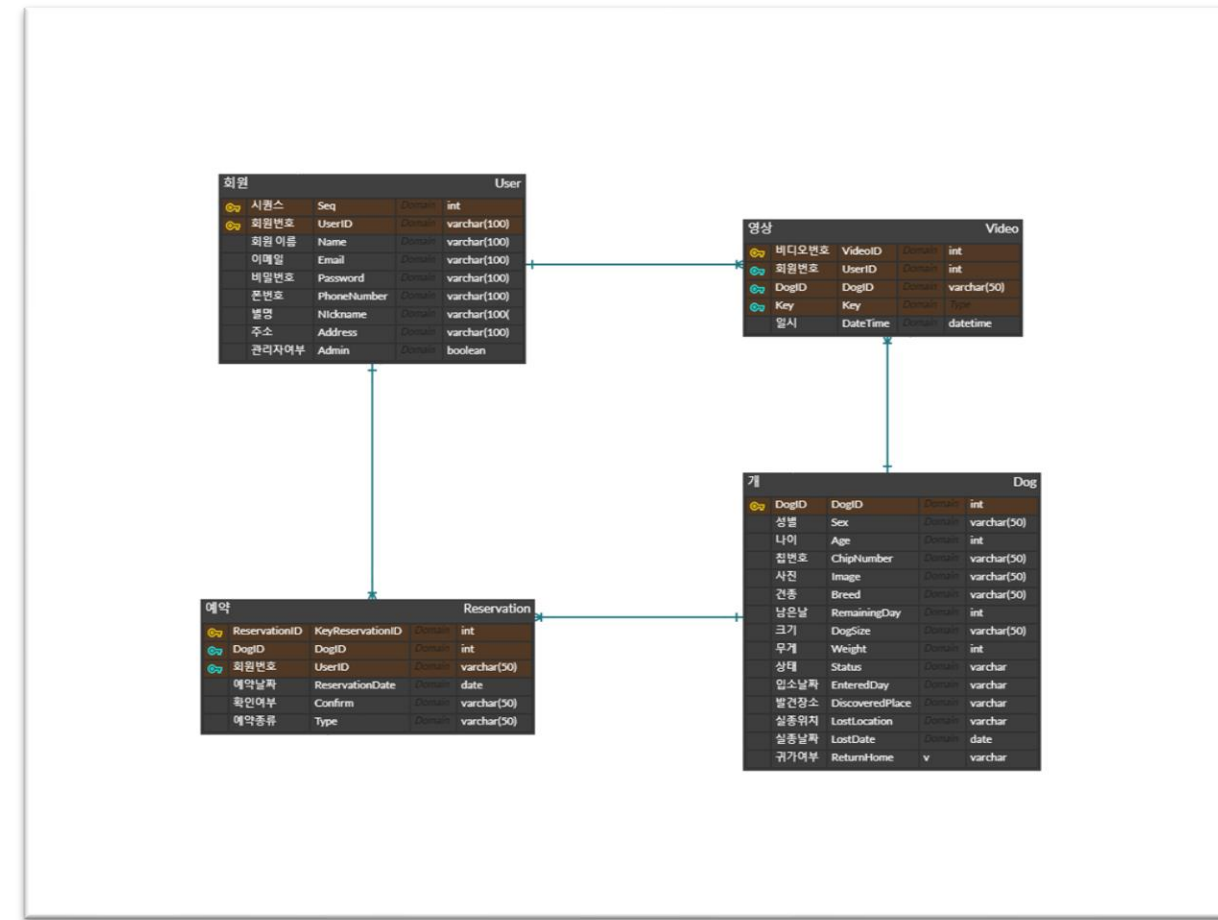 회원 User
시퀀스 Seq Domain int
회원번호 UserID Domain varchar(100)
회원 이름 Name Domain varchar(100)
이메일 Email Domain varchar(100)
비밀번호 Password Domain varchar(100)
폰번호 PhoneNumber Domain varchar(100)
별명 NIckname Domain varchar(100(
주소 Address Domain varchar(100)
관리자여부 Admin Domain boolean
영상 Video
비디오번호 VideoID Domain int
회원번호 UserID Domain int
DogID DogID Domain varchar(50)
Key Key Domain Type
일시 DateTime Domain datetime
예약 Reservation
ReservationID KeyReservationID Domain int
DogID DogID Domain int
회원번호 UserID Domain varchar(50)
예약날짜 ReservationDate Domain date
확인여부 Confirm Domain varchar(50)
예약종류 Type Domain varchar(50)
개 Dog
DogID DogID Domain int
성별 Sex Domain varchar(50)
나이 Age Domain int
칩번호 ChipNumber Domain varchar(50)
사진 Image Domain varchar(50)
견종 Breed Domain varchar(50)
남은날 RemainingDay Domain int
크기 DogSize Domain varchar(50)
무게 Weight Domain int
상태 Status Domain varchar
입소날짜 EnteredDay Domain varchar
발견장소 DiscoveredPlace Domain varchar
실종위치 LostLocation Domain varchar
실종날짜 LostDate Domain date
귀가여부 ReturnHome v varchar